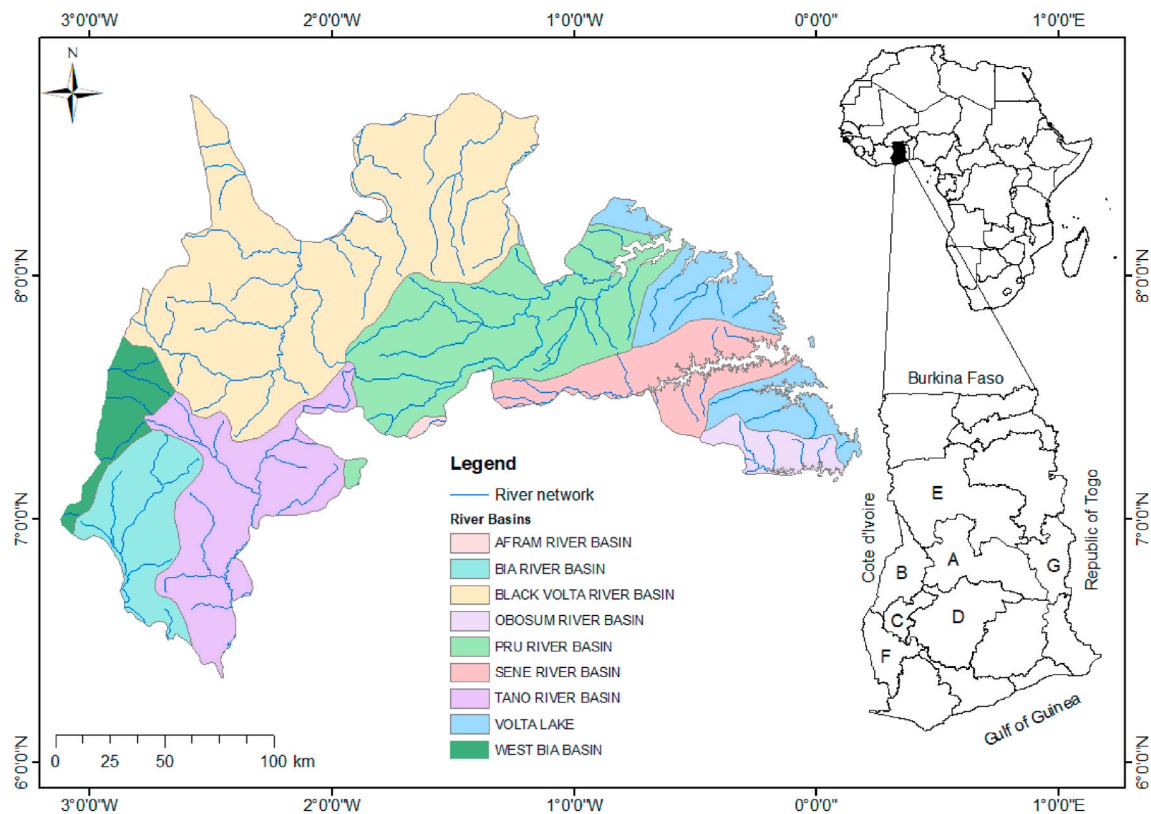 3°0'0"W 2°0'0"W 1°0'0"W 0°0'0" 1°0'0"E
N
8°0'0"N 8°0'0"N
Burkina Faso
Legend
River network
River Basins
AFRAM RIVER BASIN
BIA RIVER BASIN
BLACK VOLTA RIVER BASIN
OBOSUM RIVER BASIN
PRU RIVER BASIN
SENE RIVER BASIN
TANO RIVER BASIN
VOLTA LAKE
WEST BIA BASIN
E
Cote d'Ivoire
Republic of Togo
7°0'0"N 7°0'0"N
A
B
G
C
D
F
Gulf of Guinea
0 25 50 100 km
6°0'0"N 6°0'0"N
3°0'0"W 2°0'0"W 1°0'0"W 0°0'0" 1°0'0"E